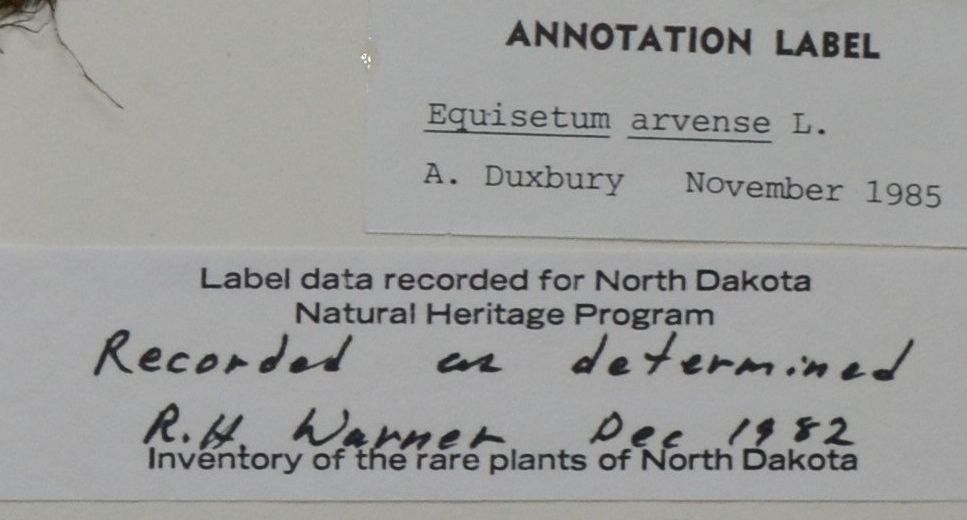 ANNOTATION LABEL
Equisetum arvense L.
A. Duxbury November 1985
Label data recorded for North Dakota
Natural Heritage Program
Recorded as determined
R.H. Warner Dec 1982
Inventory of the rare plants of North Dakota